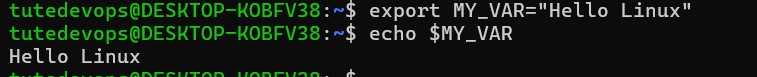 tutedevops@DESKTOP-KOBFV38:~$ export MY_VAR="Hello Linux"
tutedevops@DESKTOP-KOBFV38:~$ echo $MY_VAR
Hello Linux